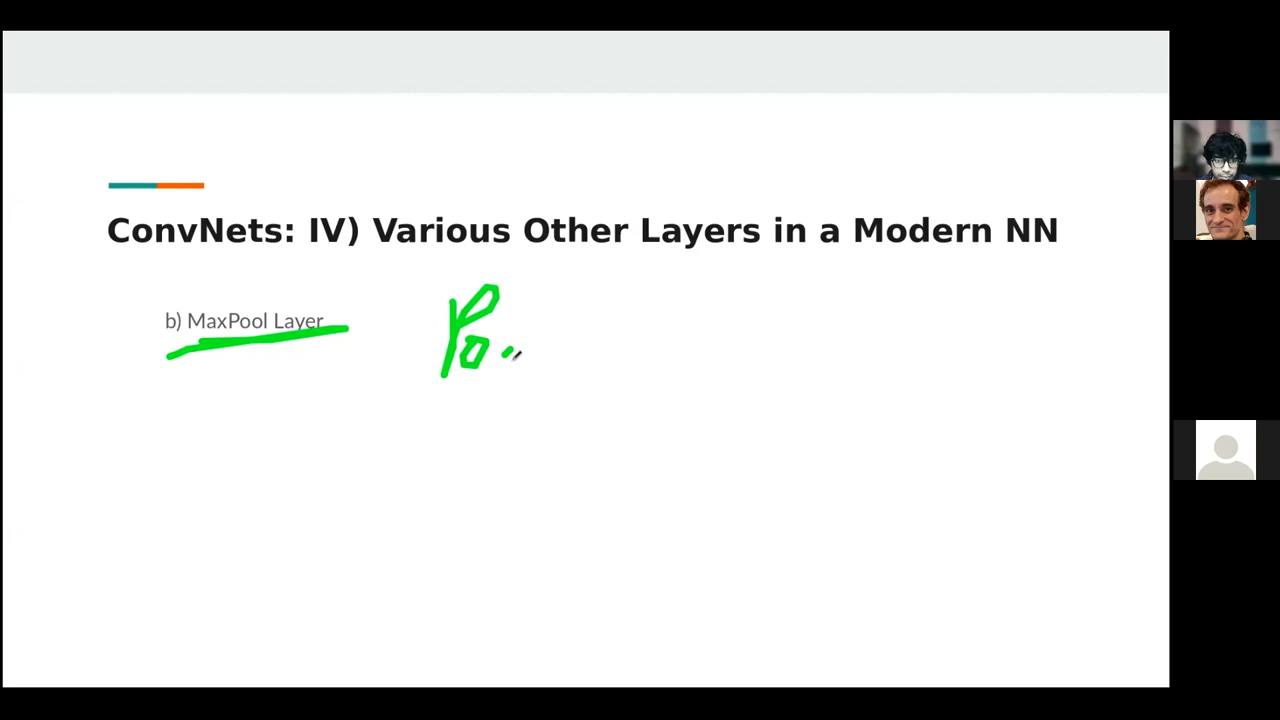 ConvNets: IV) Various Other Layers in a Modern NN
b) MaxPool Layer
Po